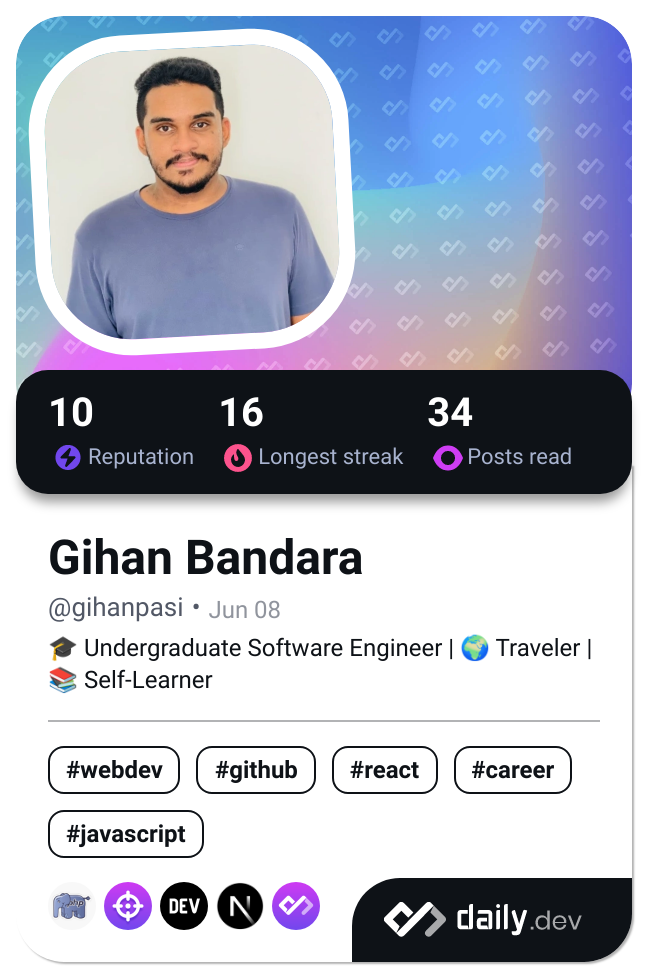 10 16 34
Reputation Longest streak Posts read
Gihan Bandara
@gihanpasi • Jun 08
🎓 Undergraduate Software Engineer | 🌍 Traveler |
📚 Self-Learner
#webdev #github #react #career
#javascript
php DEV N daily.dev